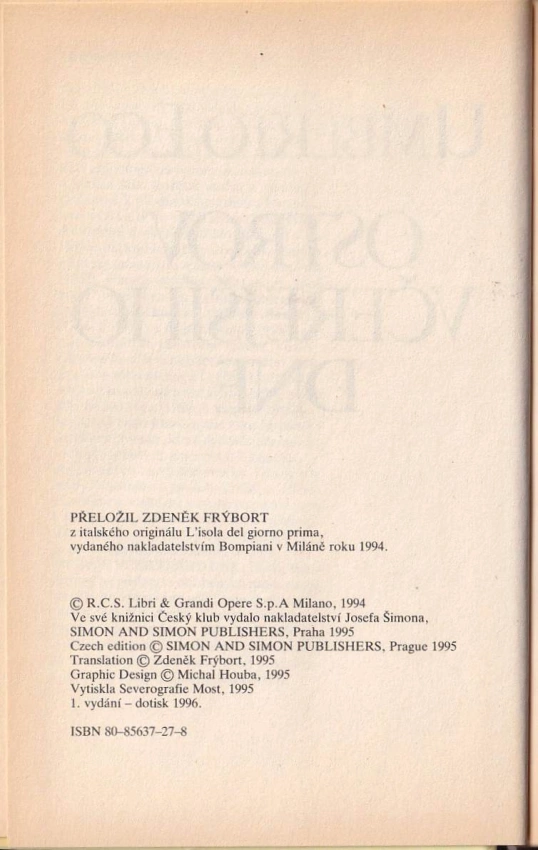 PŘELOŽIL ZDENĚK FRÝBORT
z italského originálu L'isola del giorno prima,
vydaného nakladatelstvím Bompiani v Miláně roku 1994.
© R.C.S. Libri & Grandi Opere S.p.A Milano, 1994
Ve své knižnici Český klub vydalo nakladatelství Josefa Šimona,
SIMON AND SIMON PUBLISHERS, Praha 1995
Czech edition © SIMON AND SIMON PUBLISHERS, Prague 1995
Translation © Zdeněk Frýbort, 1995
Graphic Design © Michal Houba, 1995
Vytiskla Severografie Most, 1995
1. vydání – dotisk 1996.
ISBN 80–85637–27–8